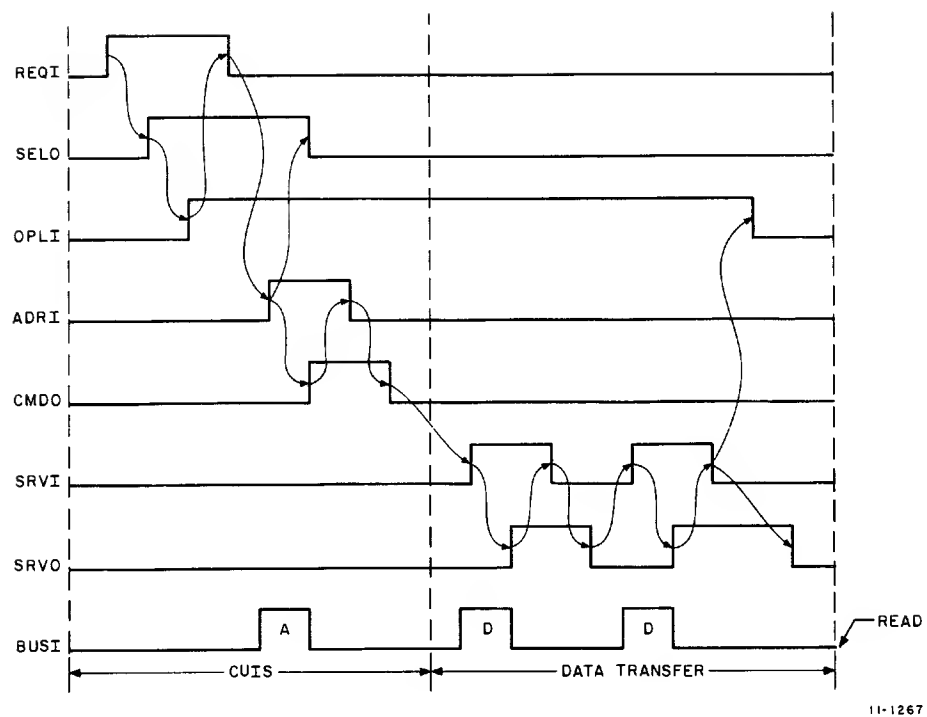 REQI
SELO
OPLI
ADRI
CMDO
SRVI
SRVO
A
D
D
BUSI
READ
CUIS
DATA TRANSFER
11-1267